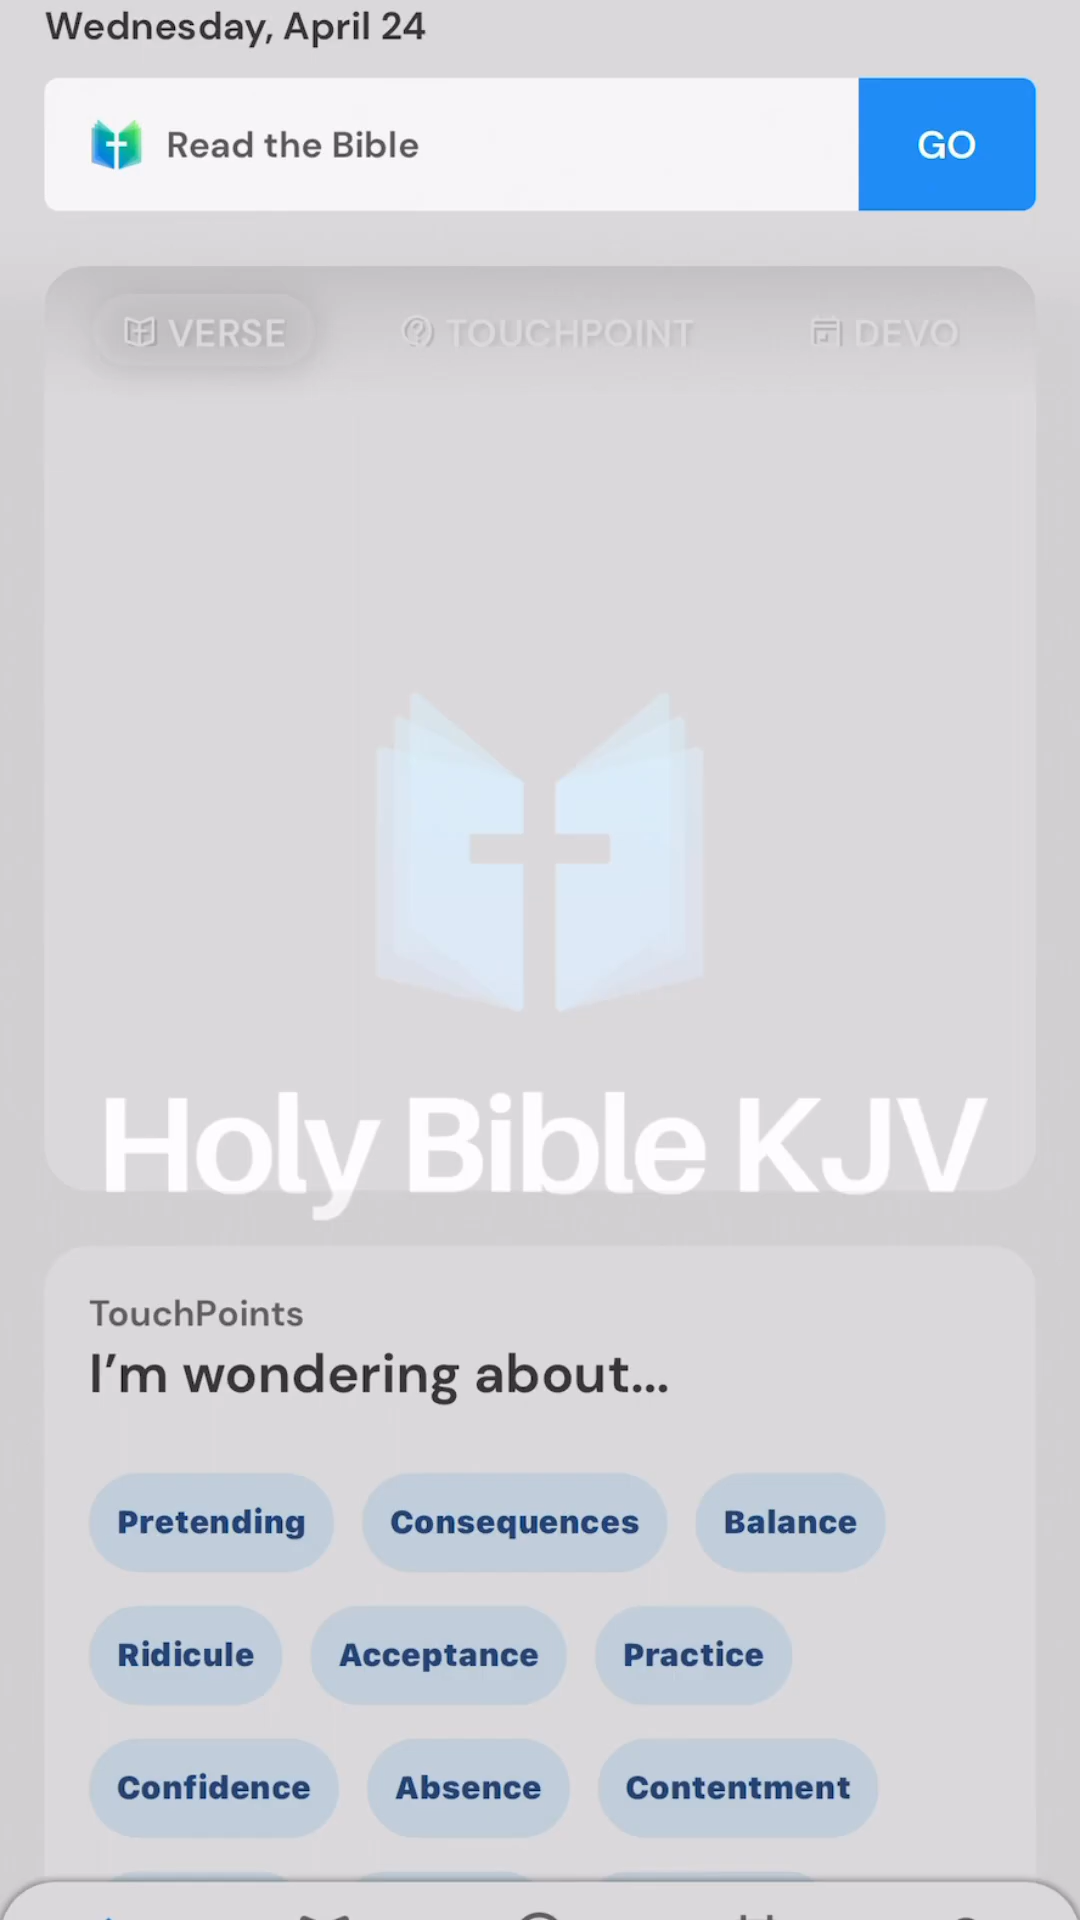 Wednesday, April 24
Read the Bible
GO
VERSE
TOUCHPOINT
DEVO
Holy Bible KJV
TouchPoints
I’m wondering about...
Pretending
Consequences
Balance
Ridicule
Acceptance
Practice
Confidence
Absence
Contentment